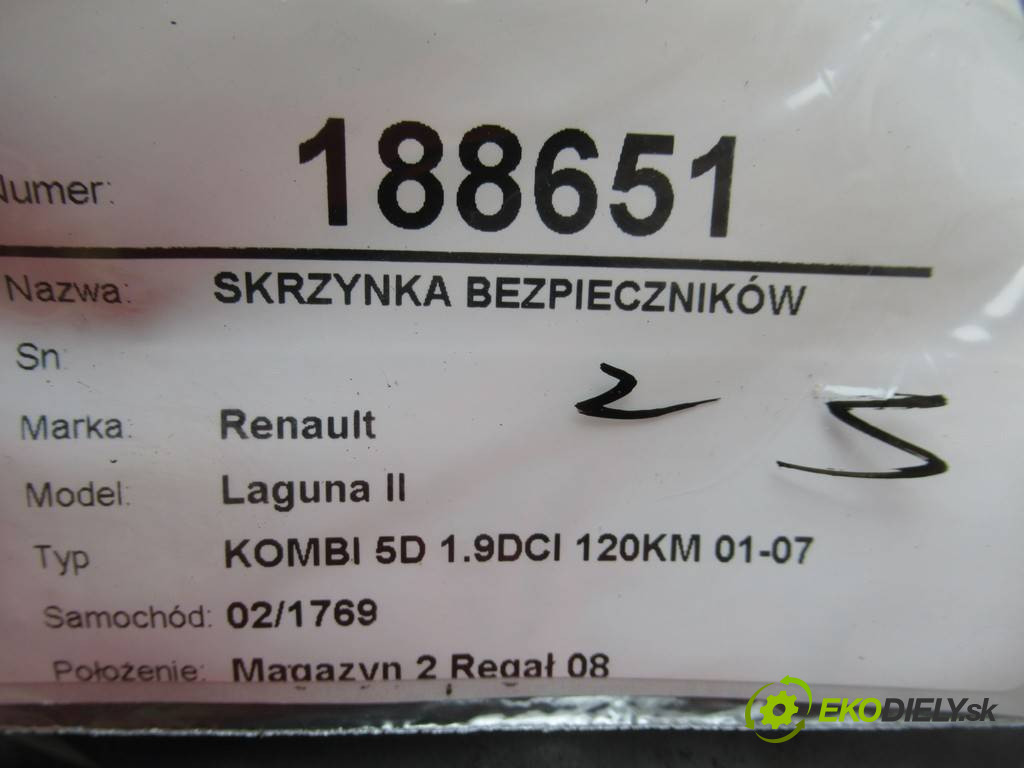 Numer: 188651
Nazwa: SKRZYNKA BEZPIECZNIKÓW
Sn:
2 5
Marka: Renault
Model: Laguna II
Typ KOMBI 5D 1.9DCI 120KM 01-07
Samochód: 02/1769
Położenie: Magazyn 2 Regał 08
EKODIELY.sk